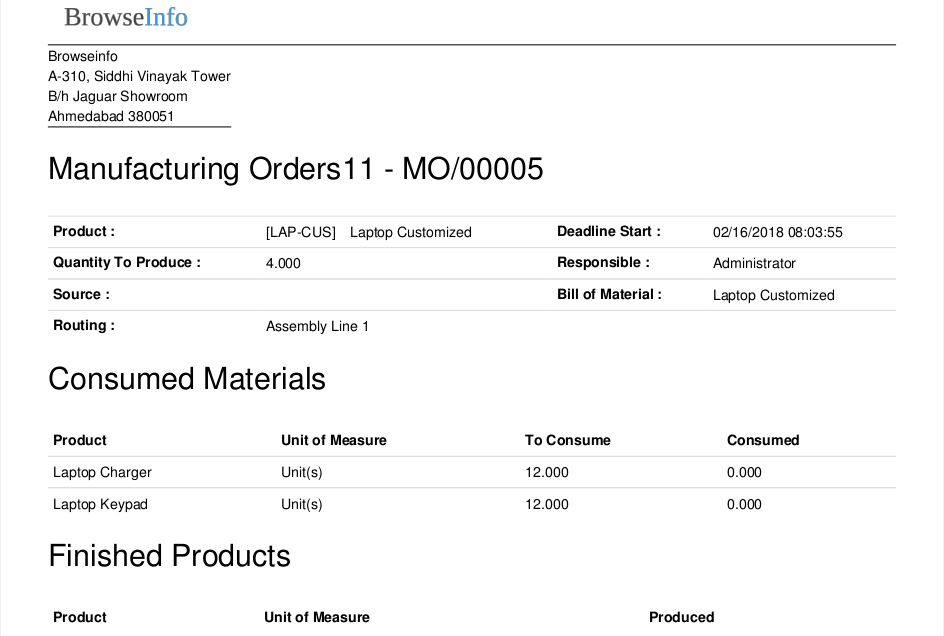 BrowseInfo
Browseinfo
A-310, Siddhi Vinayak Tower
B/h Jaguar Showroom
Ahmedabad 380051
Manufacturing Orders11 - MO/00005
Product : [LAP-CUS] Laptop Customized Deadline Start : 02/16/2018 08:03:55
Quantity To Produce : 4.000 Responsible : Administrator
Source : Bill of Material : Laptop Customized
Routing : Assembly Line 1
Consumed Materials
Product Unit of Measure To Consume Consumed
Laptop Charger Unit(s) 12.000 0.000
Laptop Keypad Unit(s) 12.000 0.000
Finished Products
Product Unit of Measure Produced